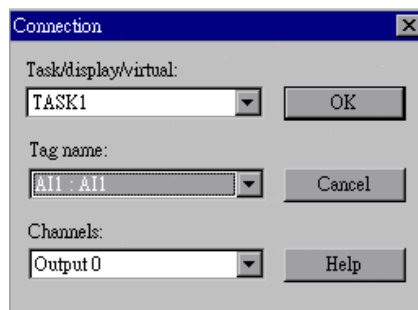 Connection
Task/display/virtual:
TASK1
OK
Tag name:
AI1 : AI1
Cancel
Channels:
Output 0
Help